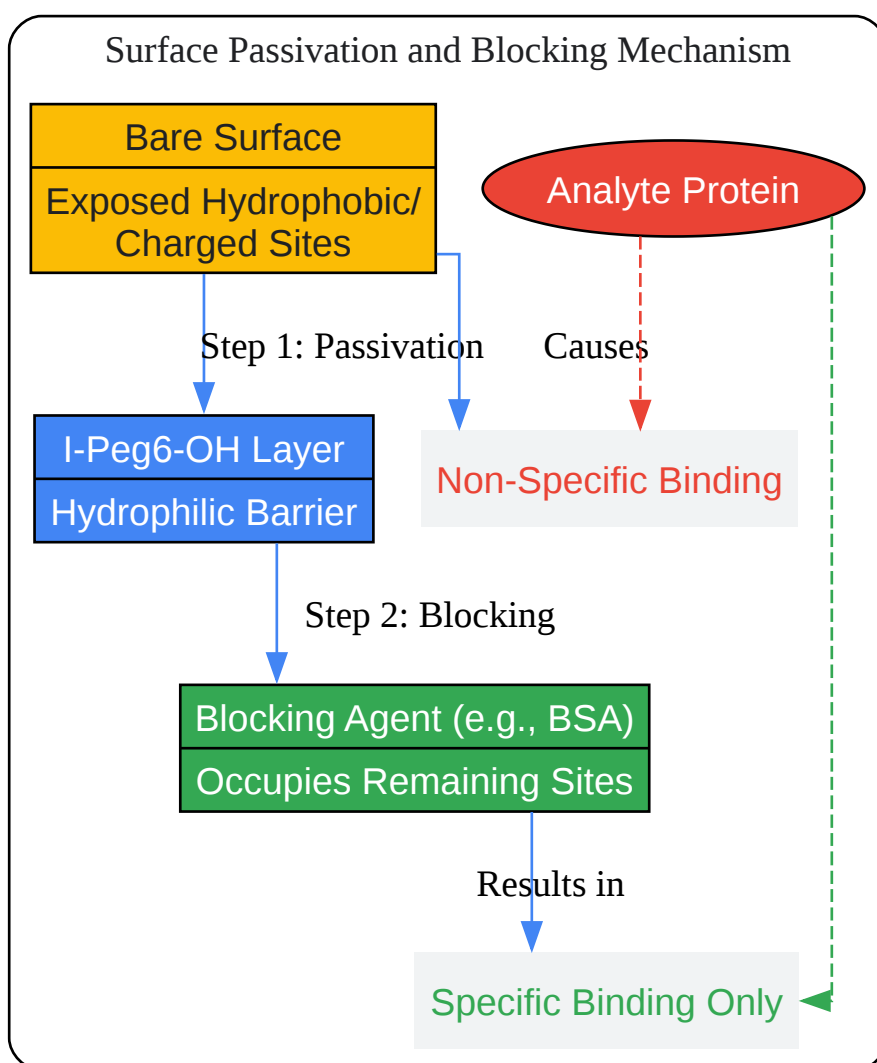 Surface Passivation and Blocking Mechanism
Bare Surface
Exposed Hydrophobic/
Charged Sites
Analyte Protein
Step 1: Passivation
Causes
I-Peg6-OH Layer
Hydrophilic Barrier
Non-Specific Binding
Step 2: Blocking
Blocking Agent (e.g., BSA)
Occupies Remaining Sites
Results in
Specific Binding Only